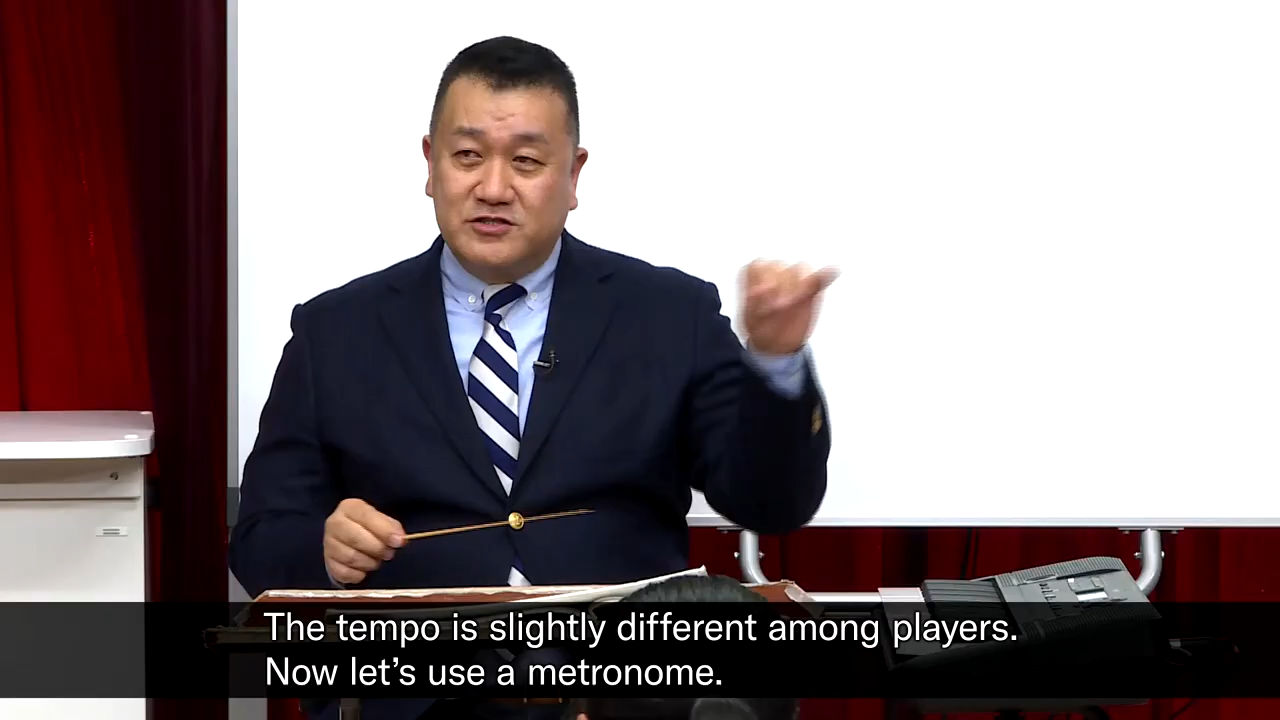 The tempo is slightly different among players.
Now let’s use a metronome.